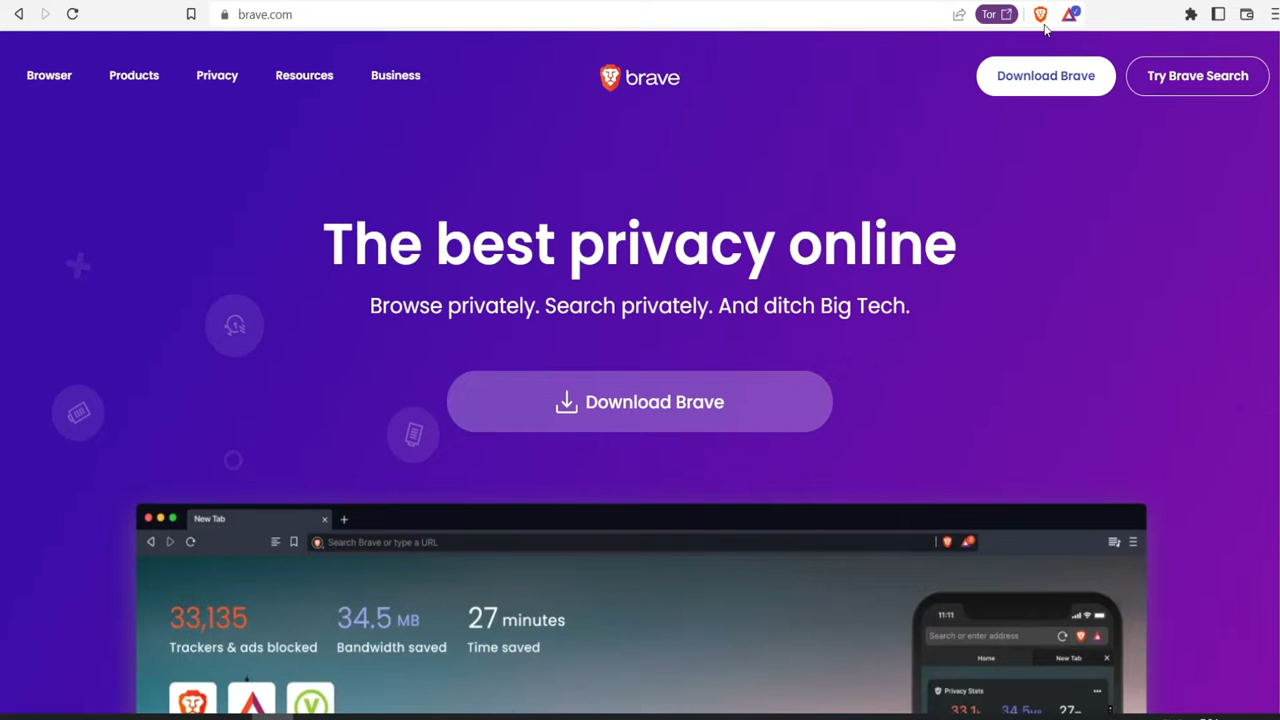 brave.com
Tor
Browser Products Privacy Resources Business
brave
Download Brave
Try Brave Search
The best privacy online
Browse privately. Search privately. And ditch Big Tech.
Download Brave
New Tab
Search Brave or type a URL
33,135 34.5 MB 27 minutes
Trackers & ads blocked Bandwidth saved Time saved
11:11
Search or enter address
Home New Tab
Privacy Stats